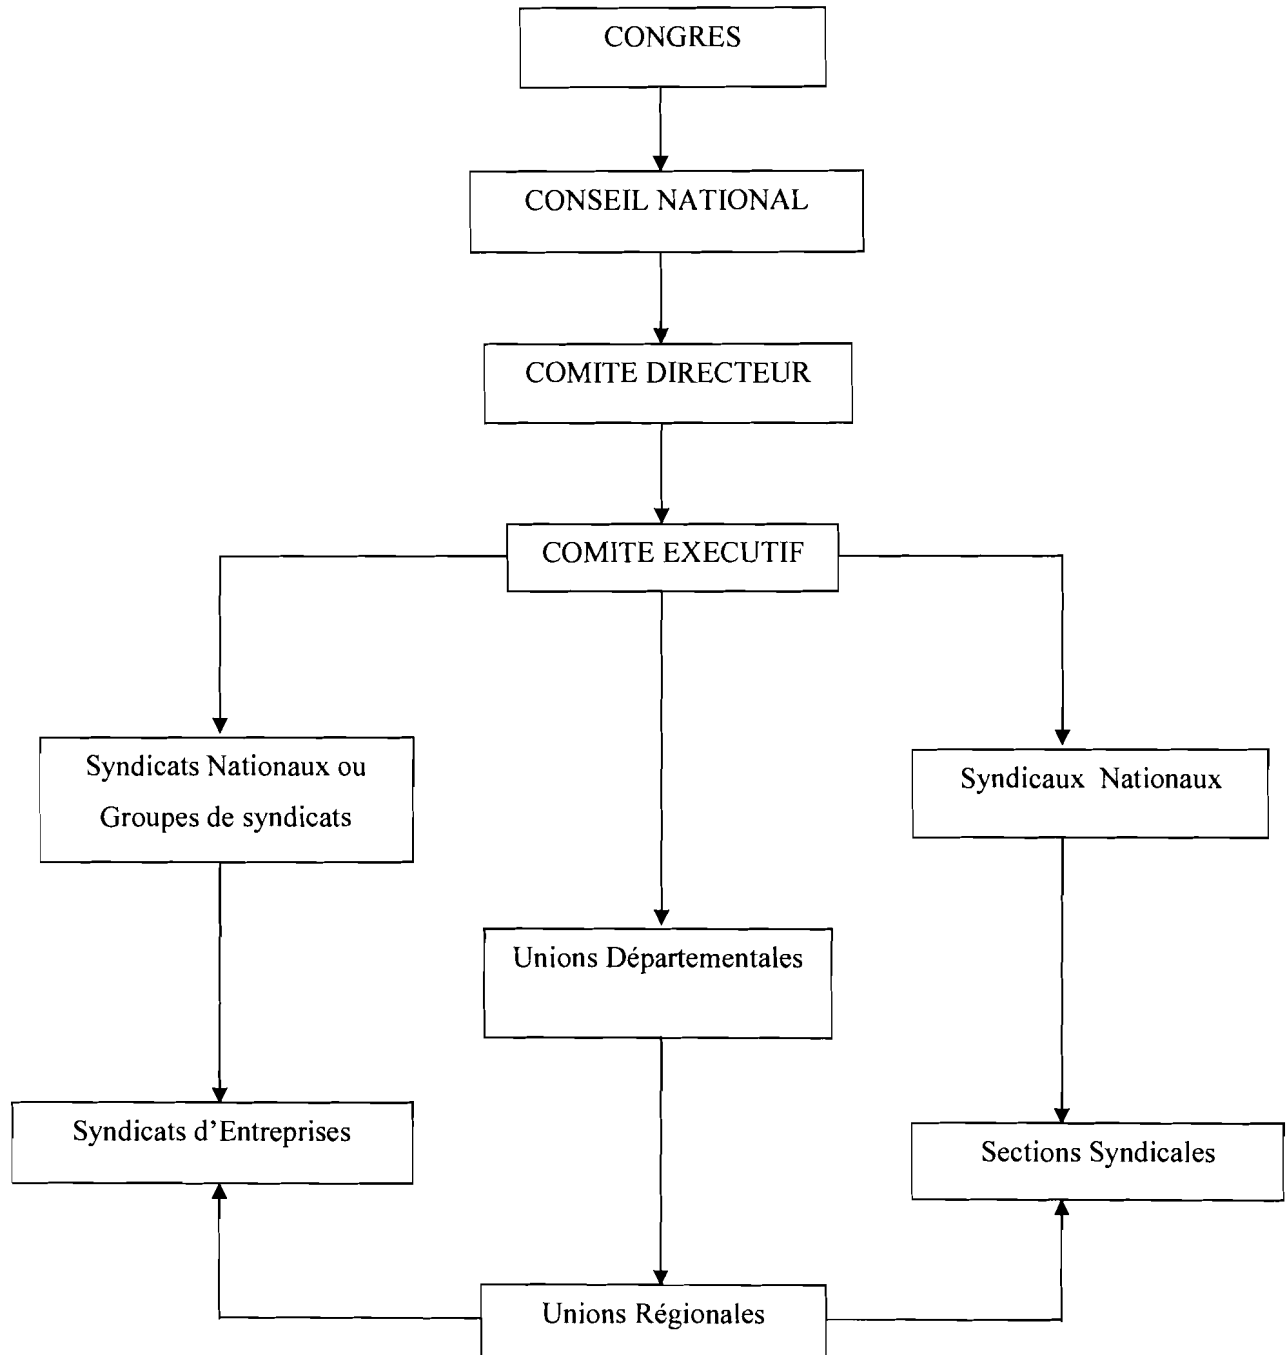 CONGRES
CONSEIL NATIONAL
COMITE DIRECTEUR
COMITE EXECUTIF
Syndicats Nationaux ou
Groupes de syndicats
Syndicaux Nationaux
Unions Départementales
Syndicats d’Entreprises
Sections Syndicales
Unions Régionales